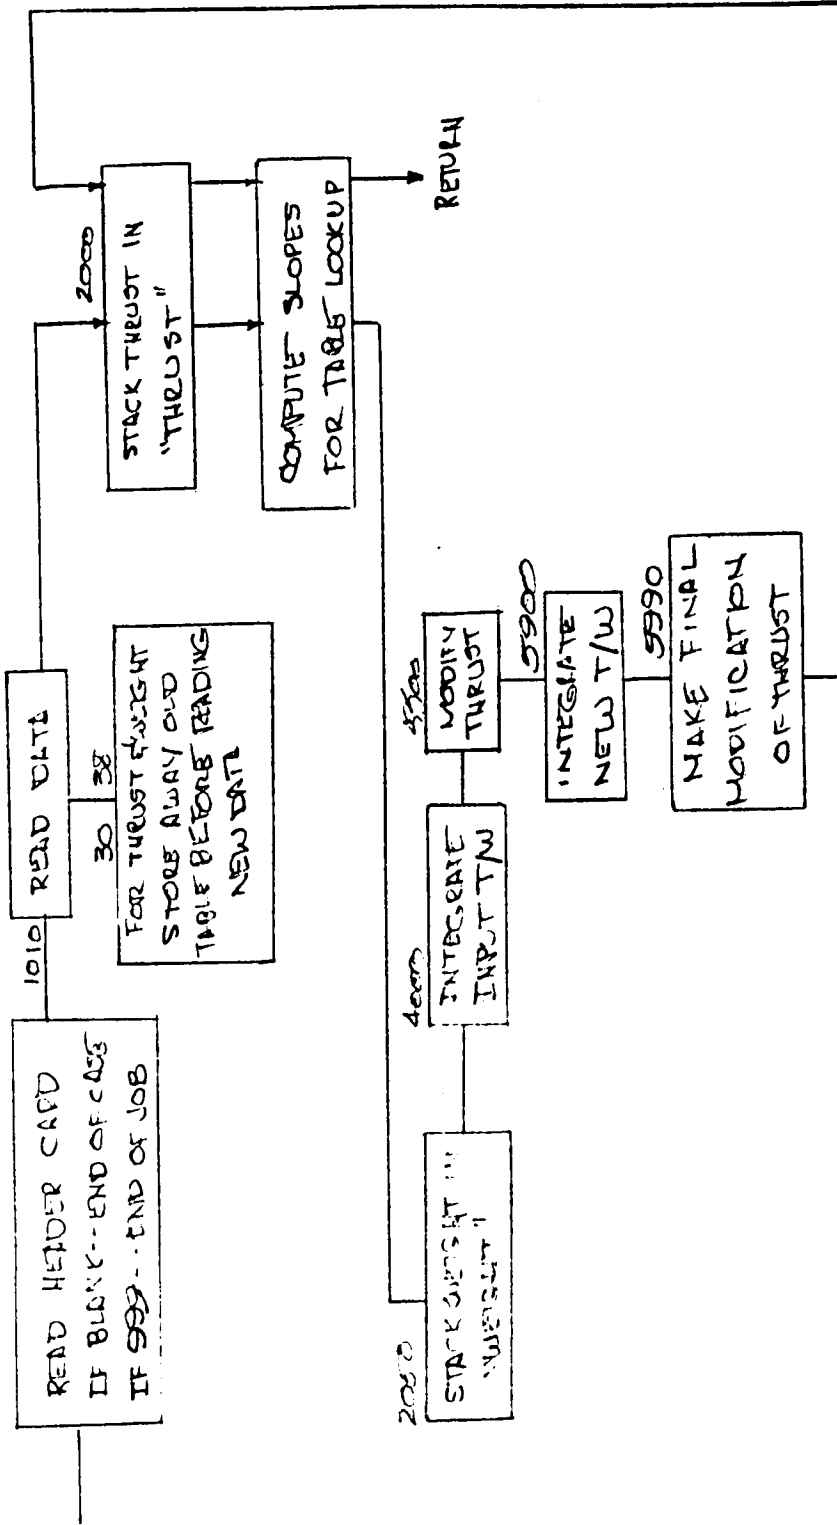 READ HEADER CARD
IF BLANK--END OF CASE
IF 999--END OF JOB
1010
READ DATA
30 38
FOR THRUST & WEIGHT
STORE AWAY OLD
TABLE BEFORE READING
NEW DATA
2000
STACK THRUST IN
"THRUST"
COMPUTE SLOPES
FOR TABLE LOOKUP
RETURN
STACK WEIGHT IN
"WEIGHT"
4000
INTEGRATE
INPUT T/W
MODIFY
THRUST
5900
INTEGRATE
NEW T/W
5990
MAKE FINAL
MODIFICATION
OF THRUST